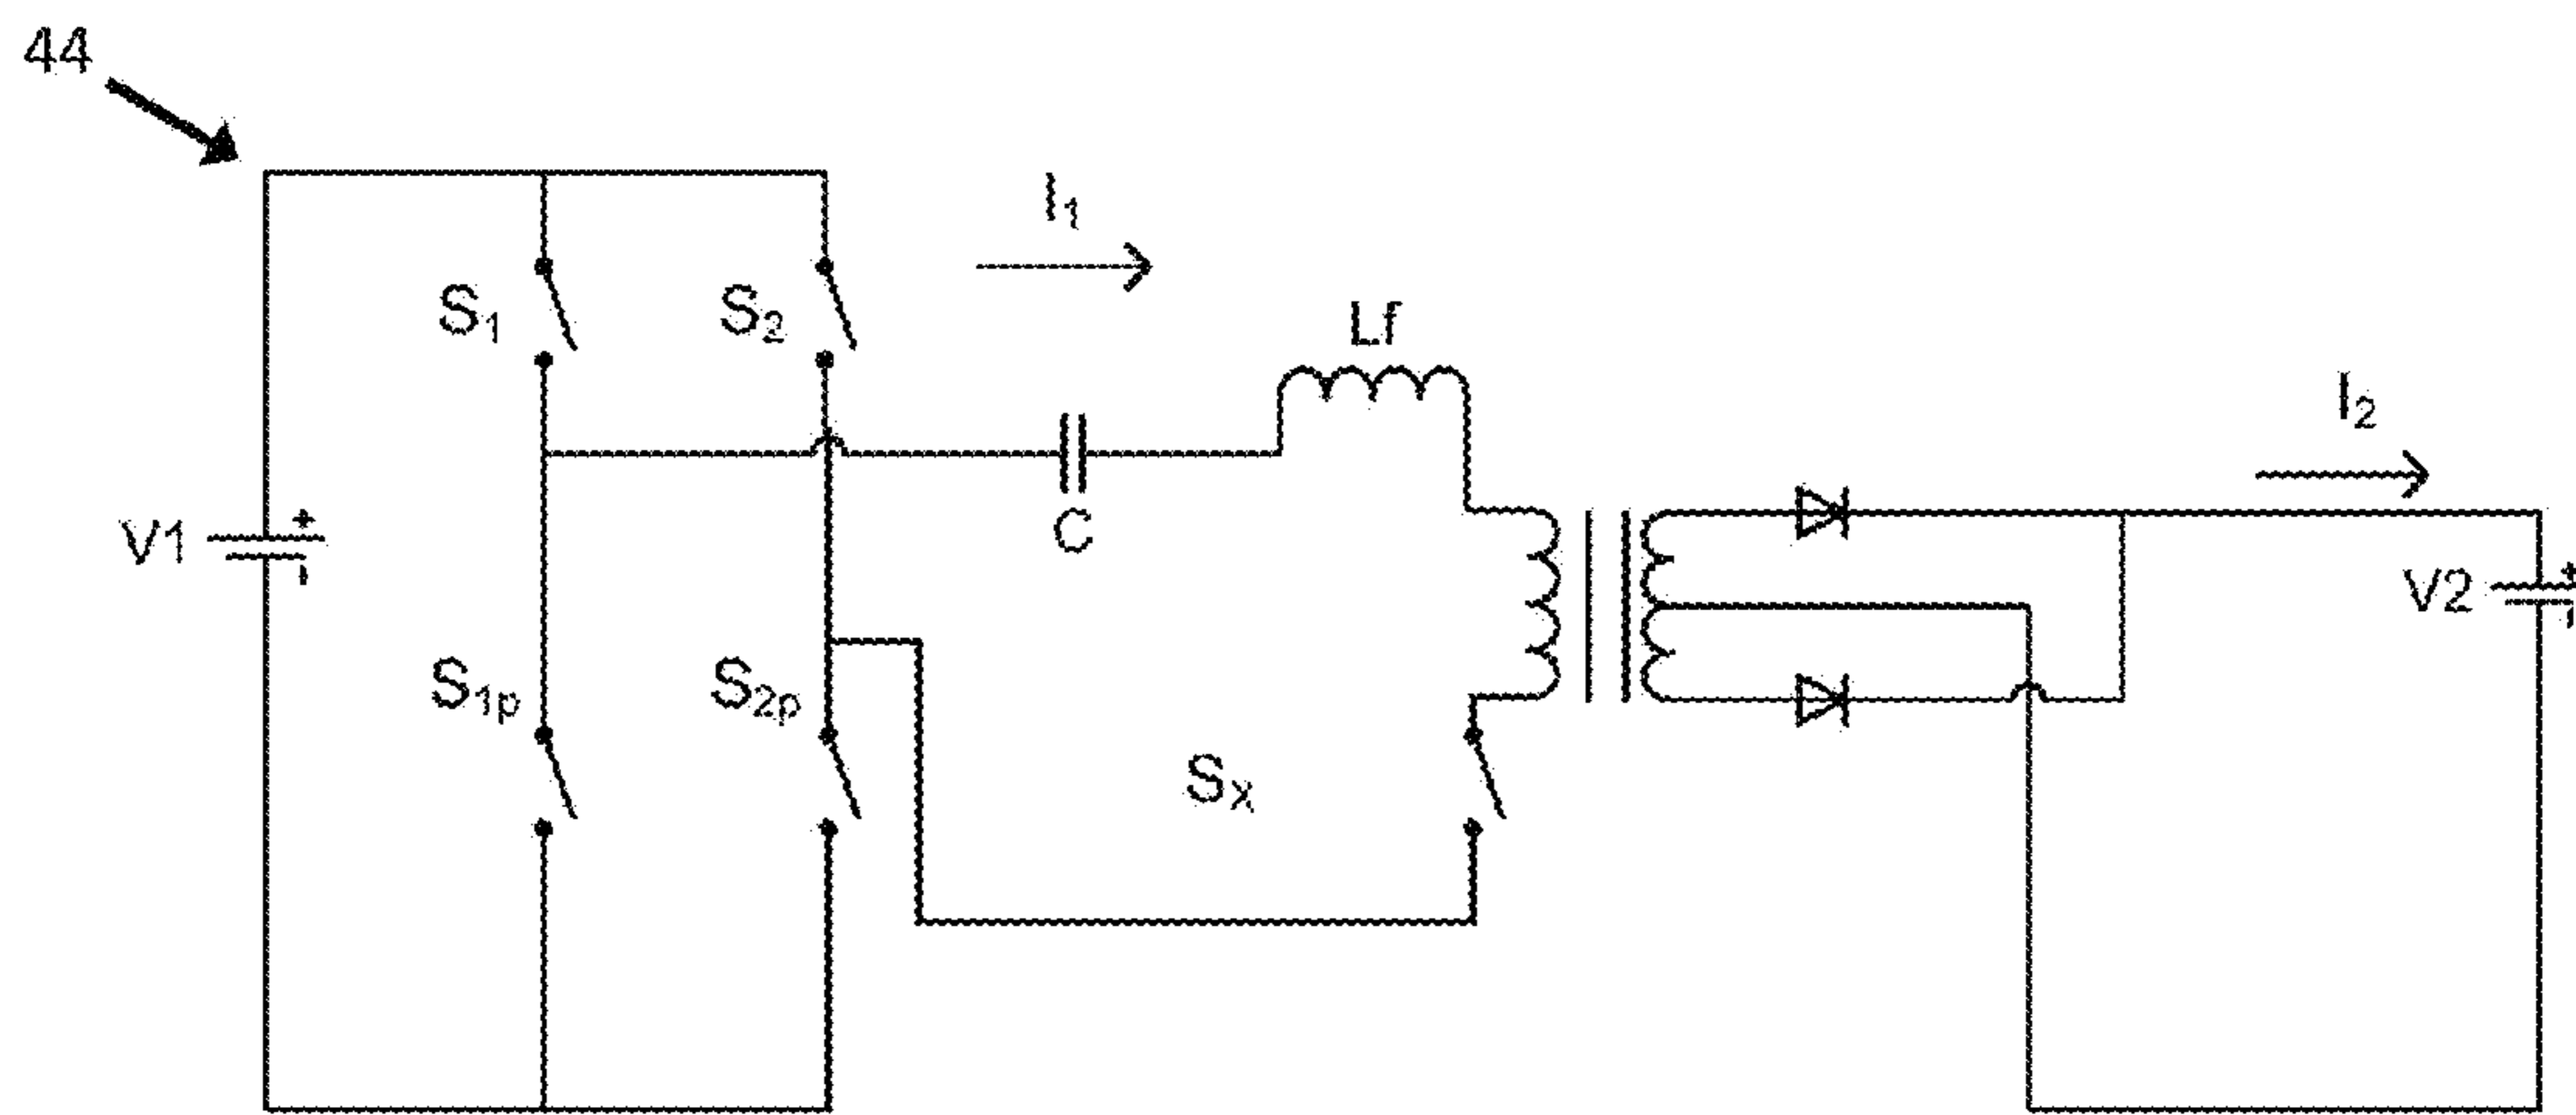 44
I₁
S₁
S₂
Lf
I₂
C
V1
+
-
V2
+
-
S₁ₚ
S₂ₚ
Sₓ